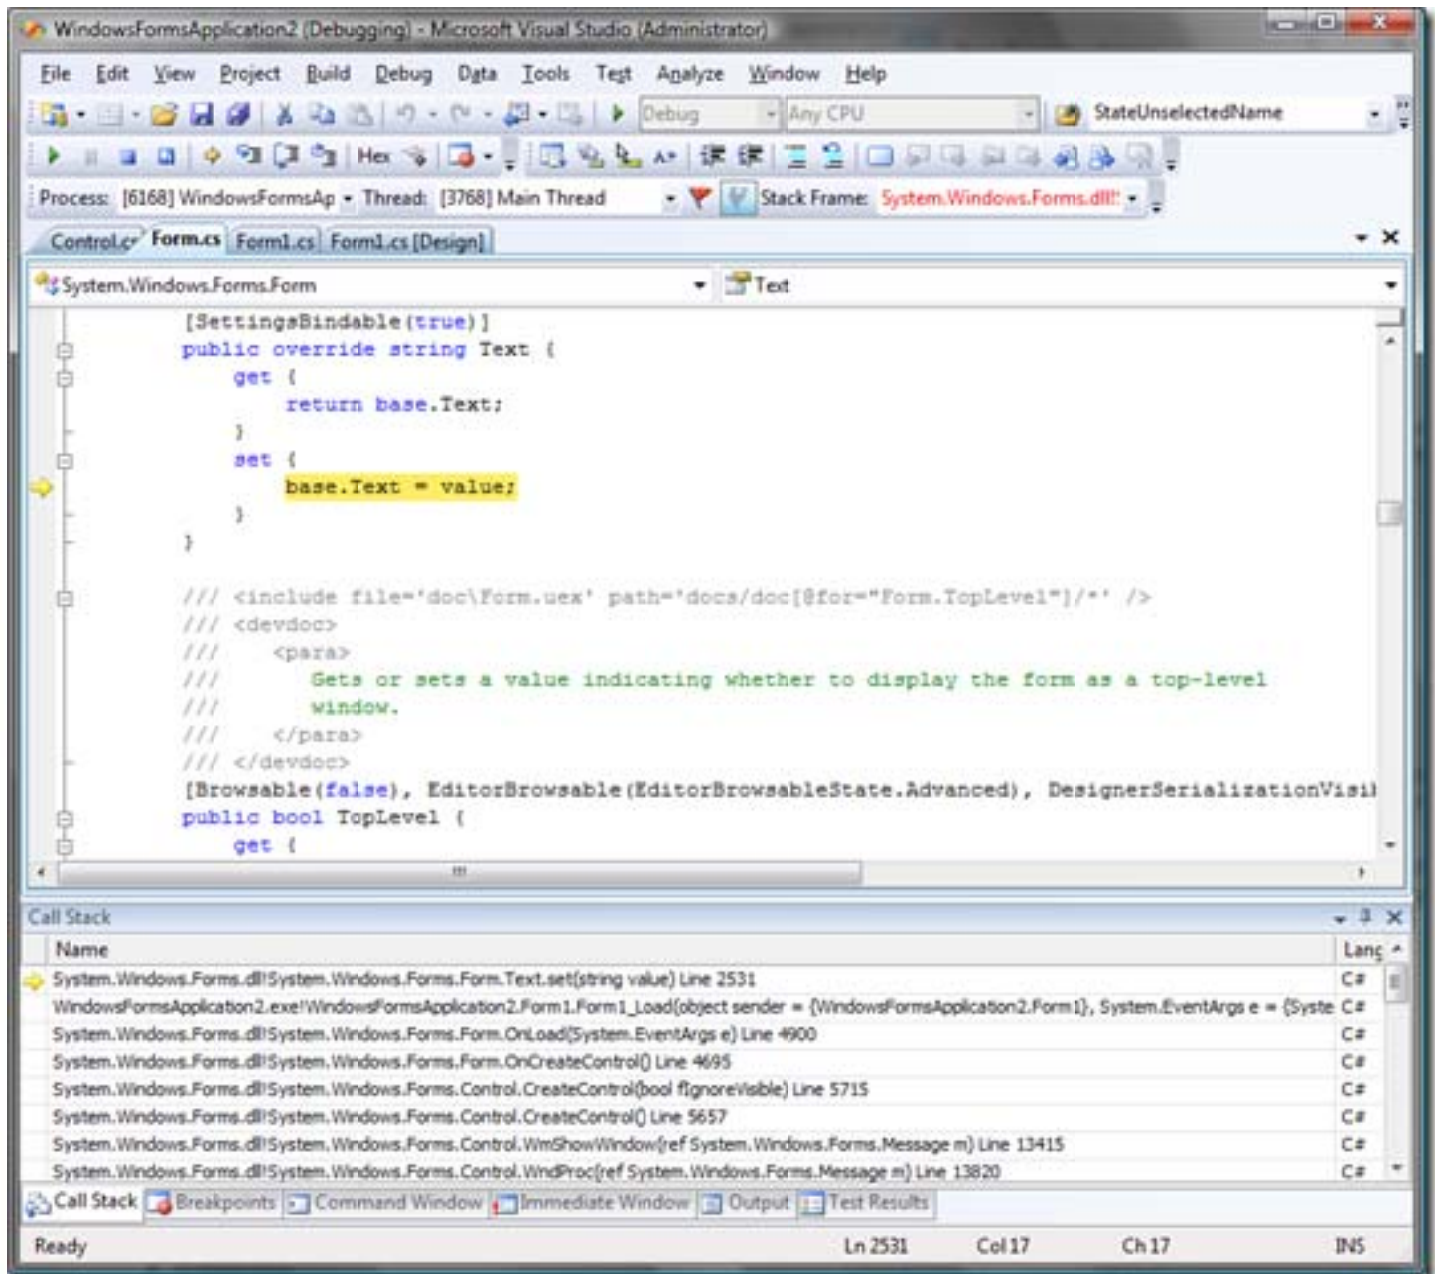 WindowsFormsApplication2 (Debugging) - Microsoft Visual Studio (Administrator)
File Edit View Project Build Debug Data Tools Test Analyze Window Help
Debug Any CPU StateUnselectedName
Hex
Process: [6168] WindowsFormsAp Thread: [3768] Main Thread Stack Frame: System.Windows.Forms.dll!
Control.c Form.cs Form1.cs Form1.cs [Design]
System.Windows.Forms.Form Text
[SettingsBindable(true)]
public override string Text {
get {
return base.Text;
}
set {
base.Text = value;
}
}
/// <include file='doc\Form.uex' path='docs/doc[@for="Form.TopLevel"]/*' />
/// <devdoc>
/// <para>
/// Gets or sets a value indicating whether to display the form as a top-level
/// window.
/// </para>
/// </devdoc>
[Browsable(false), EditorBrowsable(EditorBrowsableState.Advanced), DesignerSerializationVisi
public bool TopLevel {
get {
Call Stack
Name Lang
System.Windows.Forms.dll!System.Windows.Forms.Form.Text.set(string value) Line 2531 C#
WindowsFormsApplication2.exe!WindowsFormsApplication2.Form1.Form1_Load(object sender = {WindowsFormsApplication2.Form1}, System.EventArgs e = {Syste C#
System.Windows.Forms.dll!System.Windows.Forms.Form.OnLoad(System.EventArgs e) Line 4900 C#
System.Windows.Forms.dll!System.Windows.Forms.Form.OnCreateControl() Line 4695 C#
System.Windows.Forms.dll!System.Windows.Forms.Control.CreateControl(bool fIgnoreVisible) Line 5715 C#
System.Windows.Forms.dll!System.Windows.Forms.Control.CreateControl() Line 5657 C#
System.Windows.Forms.dll!System.Windows.Forms.Control.WmShowWindow(ref System.Windows.Forms.Message m) Line 13415 C#
System.Windows.Forms.dll!System.Windows.Forms.Control.WndProc(ref System.Windows.Forms.Message m) Line 13820 C#
Call Stack Breakpoints Command Window Immediate Window Output Test Results
Ready Ln 2531 Col 17 Ch 17 INS